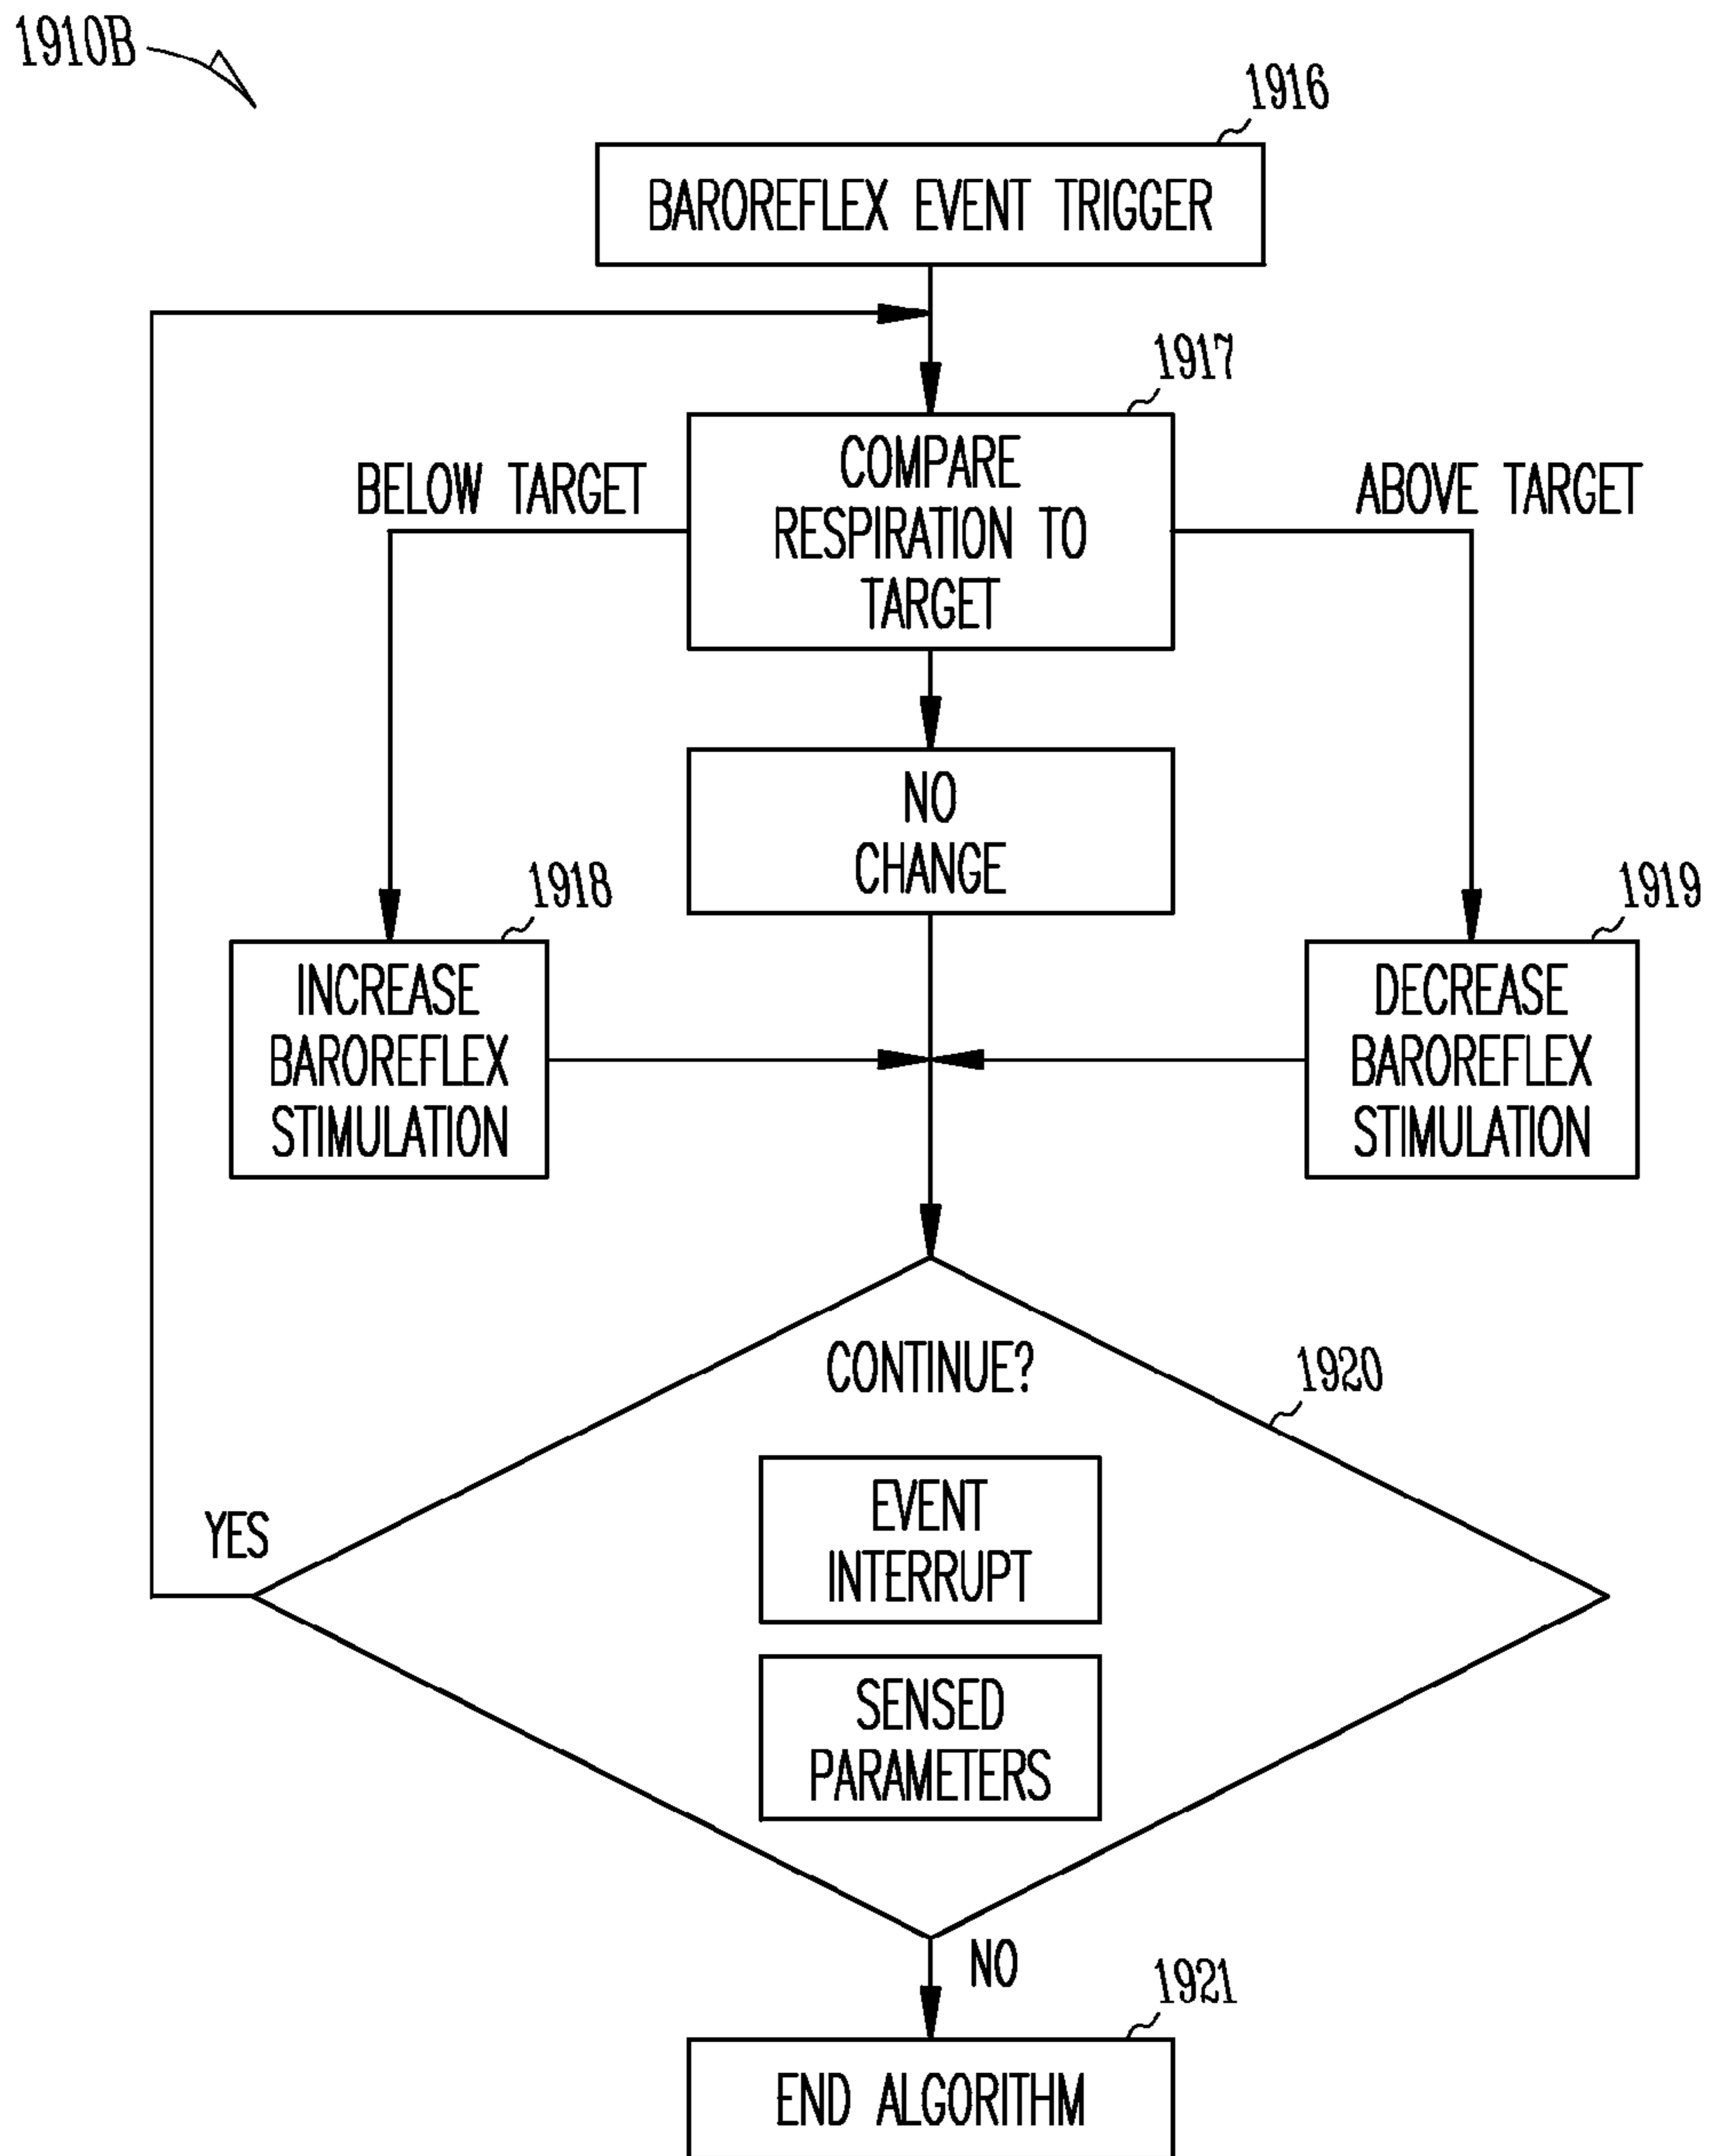 1910B
1916
BAROREFLEX EVENT TRIGGER
1917
COMPARE
RESPIRATION TO
TARGET
BELOW TARGET
ABOVE TARGET
NO
CHANGE
1918
INCREASE
BAROREFLEX
STIMULATION
1919
DECREASE
BAROREFLEX
STIMULATION
CONTINUE?
1920
EVENT
INTERRUPT
SENSED
PARAMETERS
YES
NO
1921
END ALGORITHM